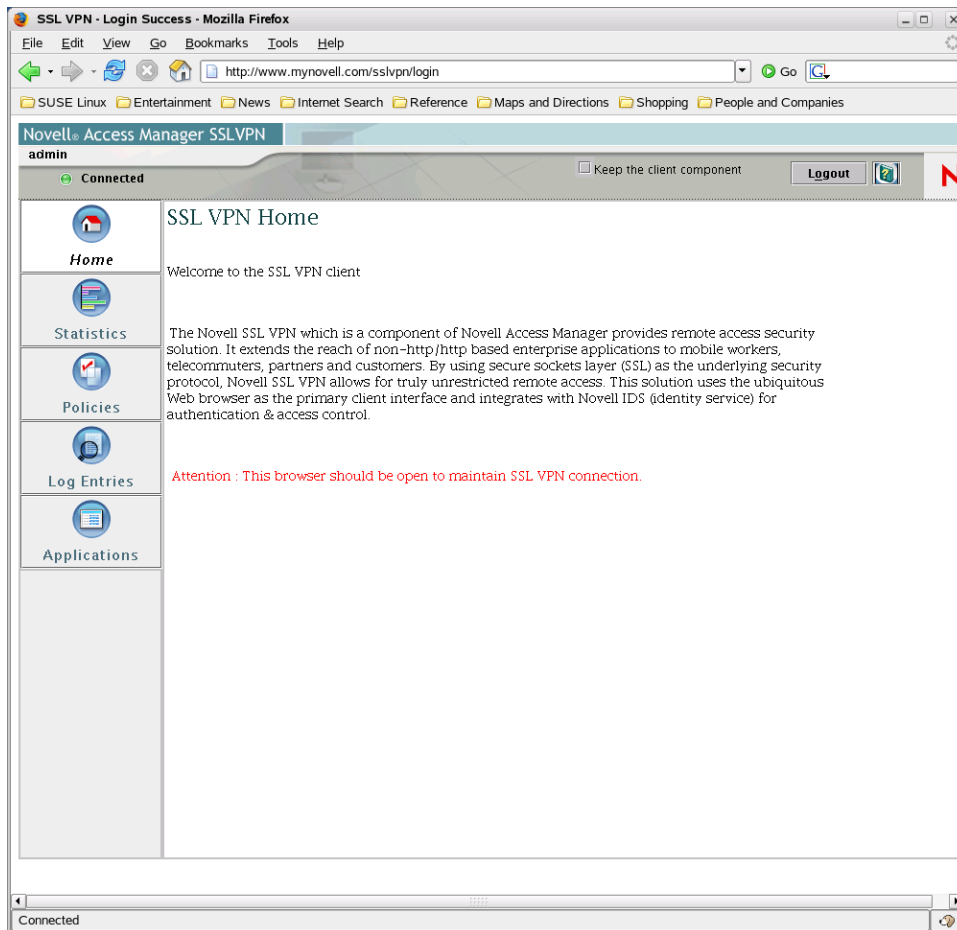 SSL VPN - Login Success - Mozilla Firefox
File Edit View Go Bookmarks Tools Help
http://www.mynovell.com/sslvpn/login Go G
SUSE Linux Entertainment News Internet Search Reference Maps and Directions Shopping People and Companies
Novell® Access Manager SSLVPN
admin
Connected
Keep the client component
Logout
?
N
Home
Statistics
Policies
Log Entries
Applications
SSL VPN Home
Welcome to the SSL VPN client
The Novell SSL VPN which is a component of Novell Access Manager provides remote access security
solution. It extends the reach of non-http/http based enterprise applications to mobile workers,
telecommuters, partners and customers. By using secure sockets layer (SSL) as the underlying security
protocol, Novell SSL VPN allows for truly unrestricted remote access. This solution uses the ubiquitous
Web browser as the primary client interface and integrates with Novell IDS (identity service) for
authentication & access control.
Attention : This browser should be open to maintain SSL VPN connection.
Connected